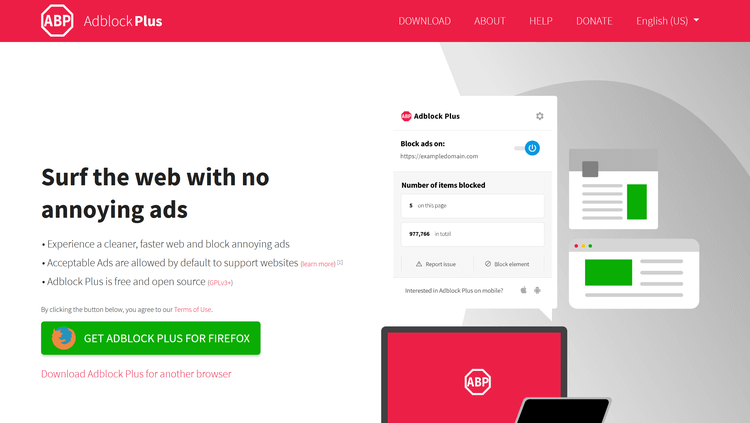 ABP Adblock Plus
DOWNLOAD ABOUT HELP DONATE English (US)
Surf the web with no
annoying ads
• Experience a cleaner, faster web and block annoying ads
• Acceptable Ads are allowed by default to support websites (learn more) [1]
• Adblock Plus is free and open source (GPLv3+)
By clicking the button below, you agree to our Terms of Use.
GET ADBLOCK PLUS FOR FIREFOX
Download Adblock Plus for another browser
ABP Adblock Plus
Block ads on:
https://exampledomain.com
Number of items blocked
5 on this page
977,766 in total
Report issue Block element
Interested in Adblock Plus on mobile?
ABP